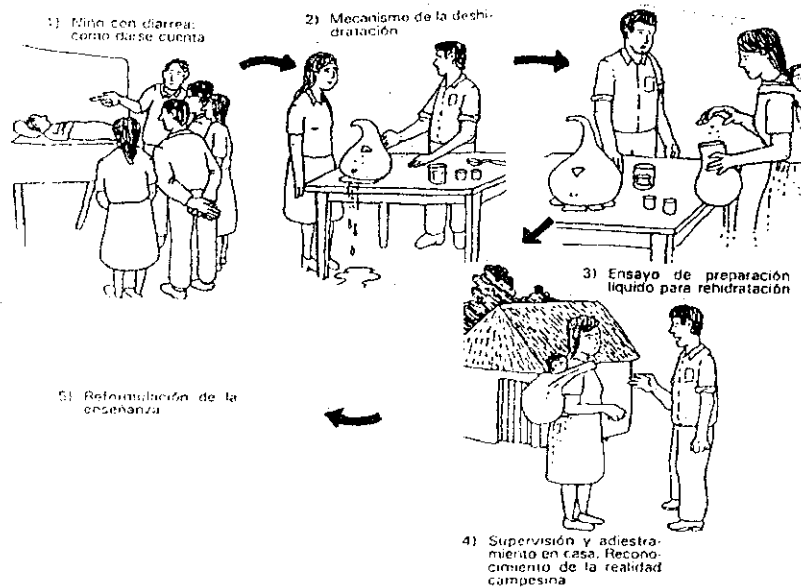 1) Niño con diarrea:
como darse cuenta
2) Mecanismo de la deshi-
dratación
3) Ensayo de preparación
líquido para rehidratación
4) Supervisión y adiestra-
miento en casa. Recono-
cimiento de la realidad
campesina
5) Reformulación de la
enseñanza